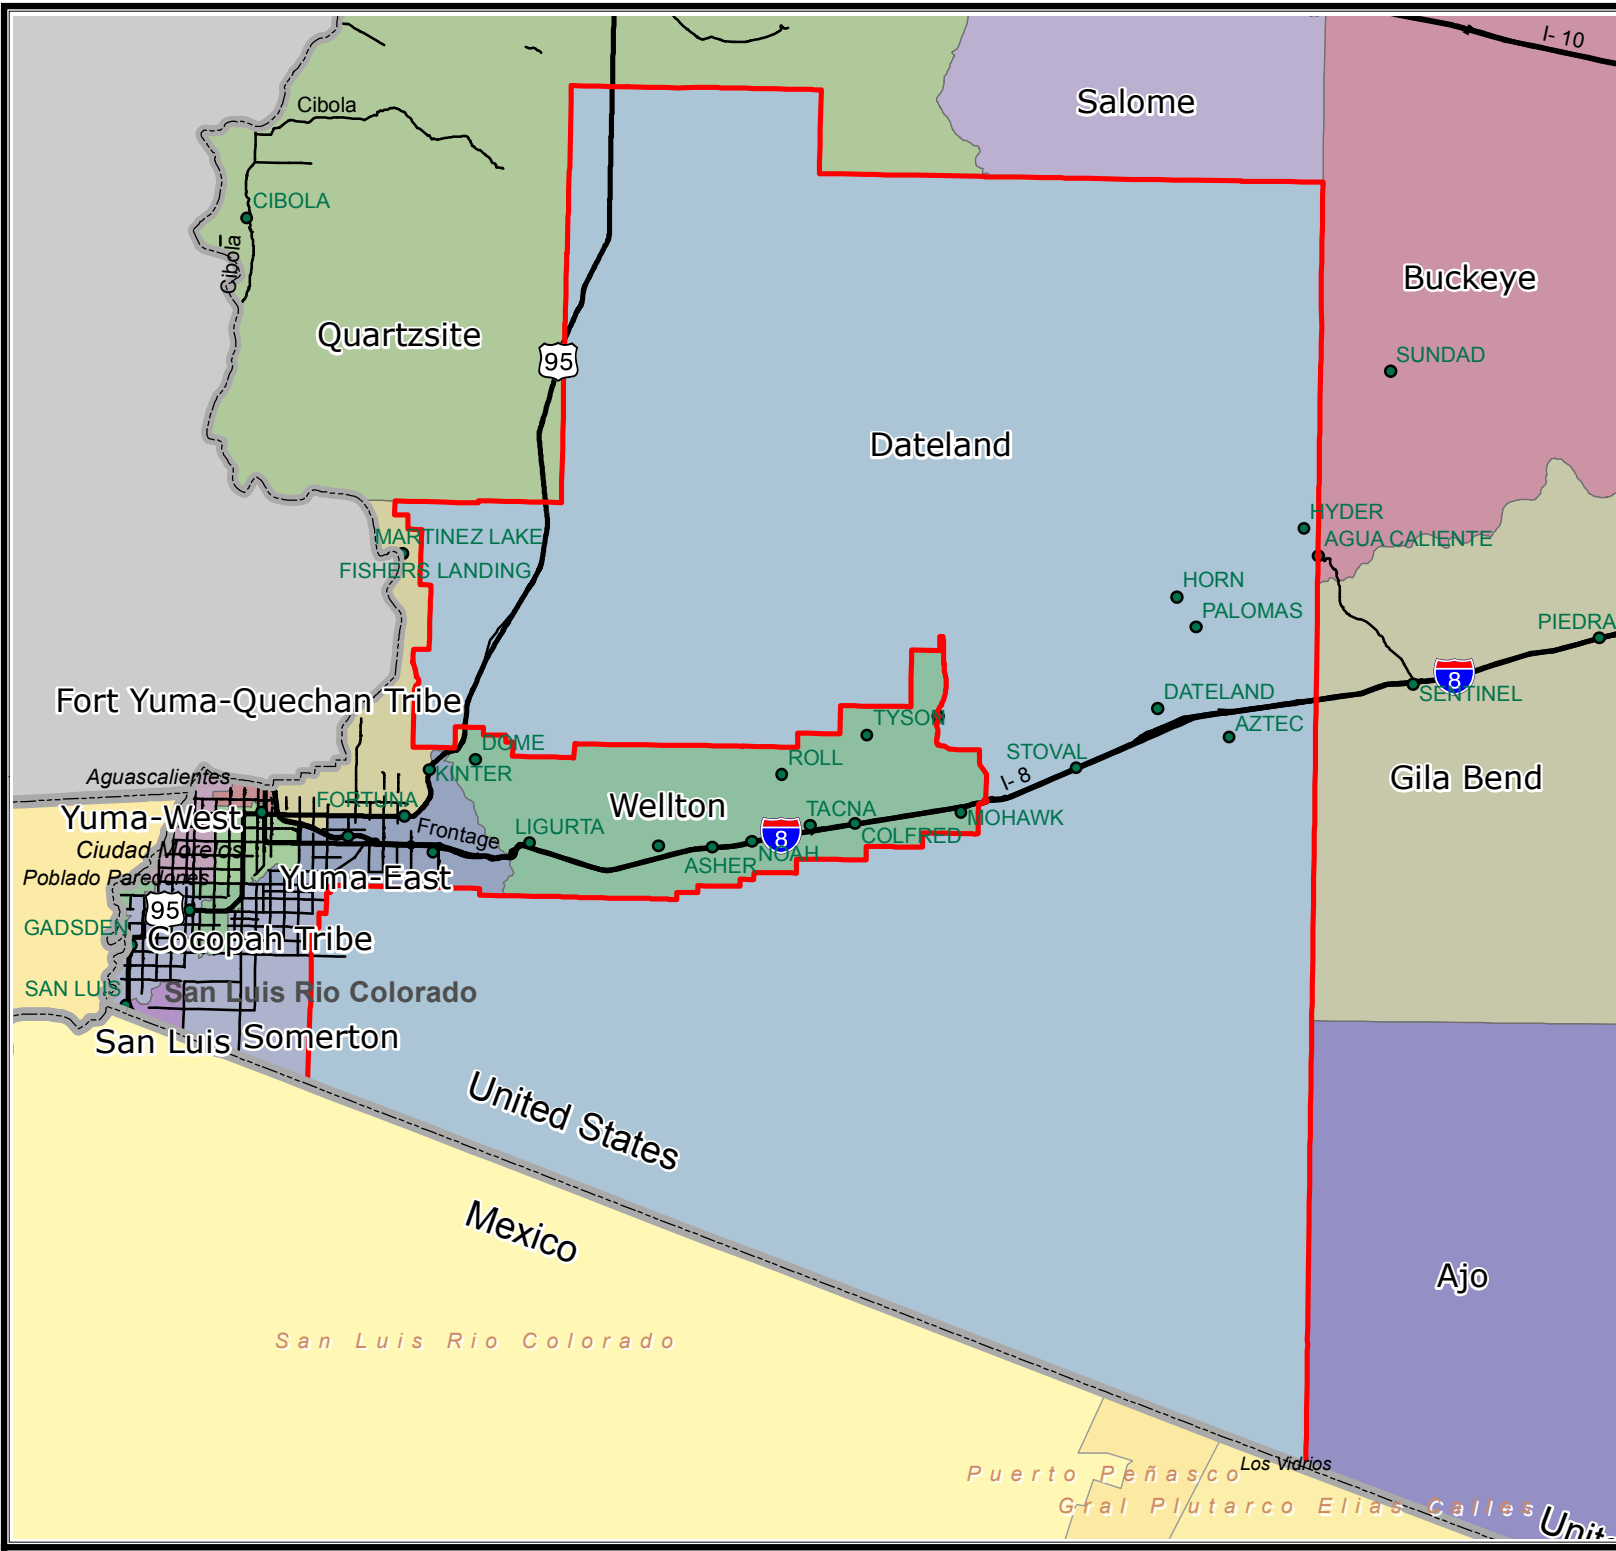 I- 10
Salome
Cibola
CIBOLA
Cibola
Buckeye
Quartzsite
95
SUNDAD
Dateland
HYDER
MARTINEZ LAKE
AGUA CALIENTE
FISHERS LANDING
HORN
PALOMAS
PIEDRA
8
Fort Yuma-Quechan Tribe
DATELAND
SENTINEL
TYSON
AZTEC
DOME
STOVAL
ROLL
KINTER
I- 8
Aguascalientes
Gila Bend
FORTUNA
Wellton
TACNA
Yuma-West
MOHAWK
Frontage
LIGURTA
8
COLFRED
Ciudad Morelos
NOAH
ASHER
Poblado Paredones
Yuma-East
95
GADSDEN
Cocopah Tribe
SAN LUIS
San Luis Rio Colorado
San Luis
Somerton
United States
Mexico
Ajo
San Luis Rio Colorado
Los Vidrios
Puerto Peñasco
Gral Plutarco Elias Calles
Unite